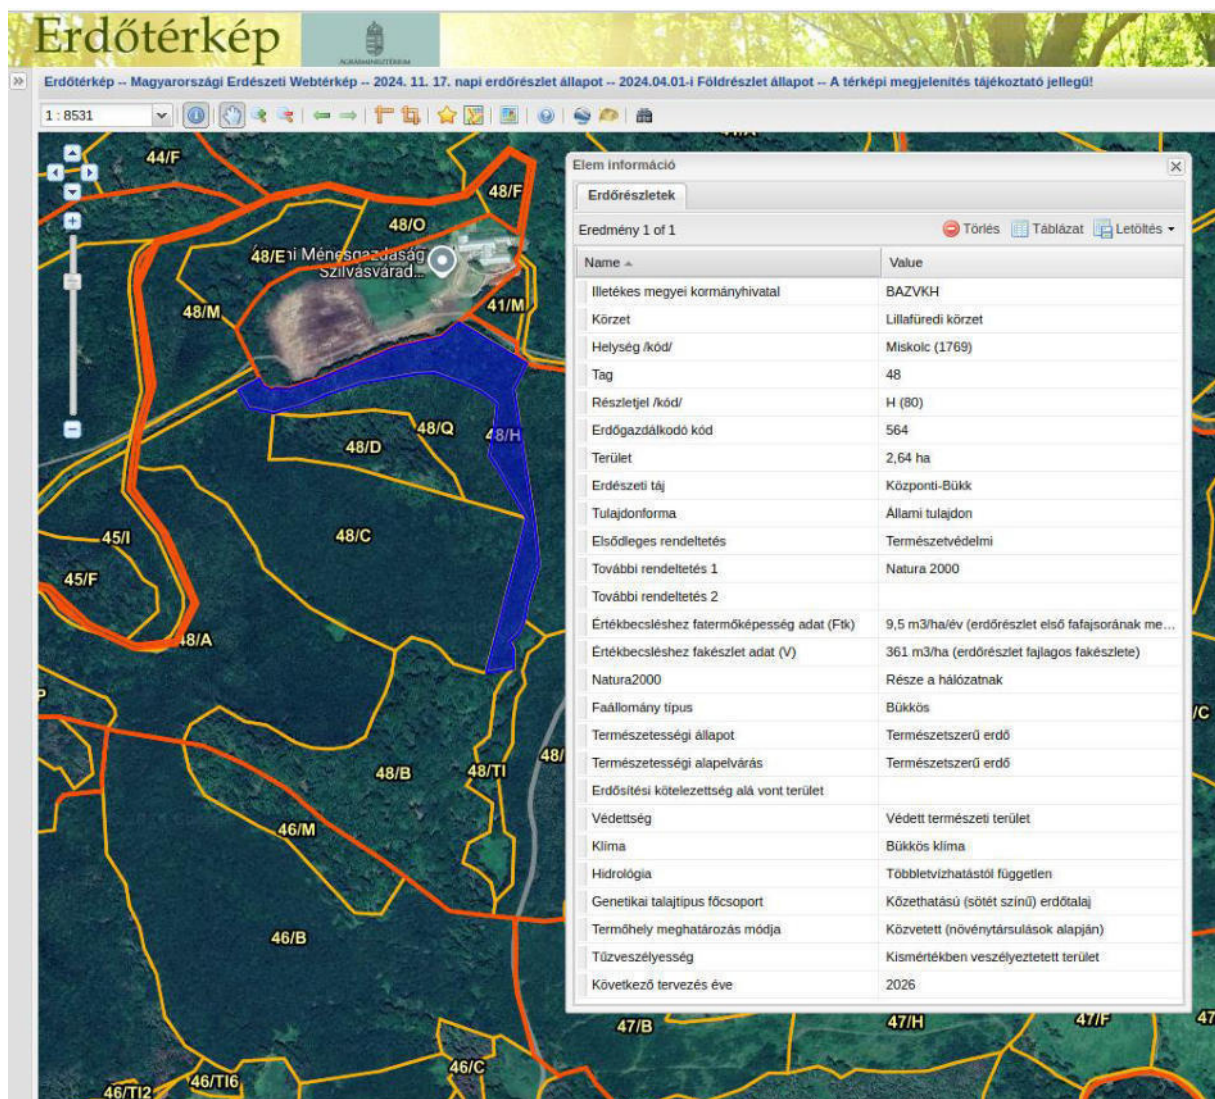 Erdőtérkép
AGRÁRMINISZTÉRIUM
Erdőtérkép -- Magyarországi Erdészeti Webtérkép -- 2024. 11. 17. napi erdőrészlet állapot -- 2024.04.01-i Földrészlet állapot -- A térképi megjelenítés tájékoztató jellegű!
1 : 8531
44/F
48/F
48/O
48/E
i Ménesgazdaság
Szilvásvárad...
48/M
41/M
48/Q
48/H
48/D
45/I
48/C
45/F
48/A
48/B
48/TI
48/
46/M
46/B
46/C
46/TI6
46/TI2
47/B
47/H
47/F
47
/C
Elem információ
Erdőrészletek
Eredmény 1 of 1
Törlés Táblázat Letöltés
Name Value
Illetékes megyei kormányhivatal BAZVKH
Körzet Lillafüredi körzet
Helység /kód/ Miskolc (1769)
Tag 48
Részletjel /kód/ H (80)
Erdőgazdálkodó kód 564
Terület 2,64 ha
Erdészeti táj Központi-Bükk
Tulajdonforma Állami tulajdon
Elsődleges rendeltetés Természetvédelmi
További rendeltetés 1 Natura 2000
További rendeltetés 2
Értékbecsléshez fatermőképesség adat (Ftk) 9,5 m3/ha/év (erdőrészlet első fafajsorának me...
Értékbecsléshez fakészlet adat (V) 361 m3/ha (erdőrészlet fajlagos fakészlete)
Natura2000 Része a hálózatnak
Faállomány típus Bükkös
Természetességi állapot Természetszerű erdő
Természetességi alapelvárás Természetszerű erdő
Erdősítési kötelezettség alá vont terület
Védettség Védett természeti terület
Klíma Bükkös klíma
Hidrológia Többletvízhatástól független
Genetikai talajtípus főcsoport Kőzethatású (sötét színű) erdőtalaj
Termőhely meghatározás módja Közvetett (növénytársulások alapján)
Tűzveszélyesség Kismértékben veszélyeztetett terület
Következő tervezés éve 2026